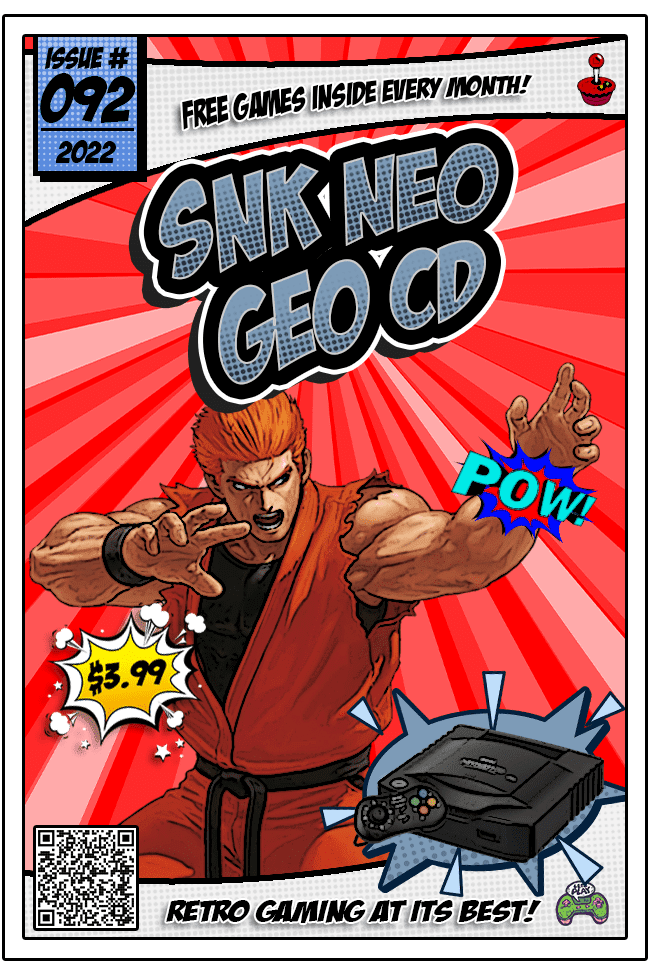 ISSUE #
092
2022
FREE GAMES INSIDE EVERY MONTH!
SNK NEO
GEO CD
POW!
$3.99
RETRO GAMING AT ITS BEST!